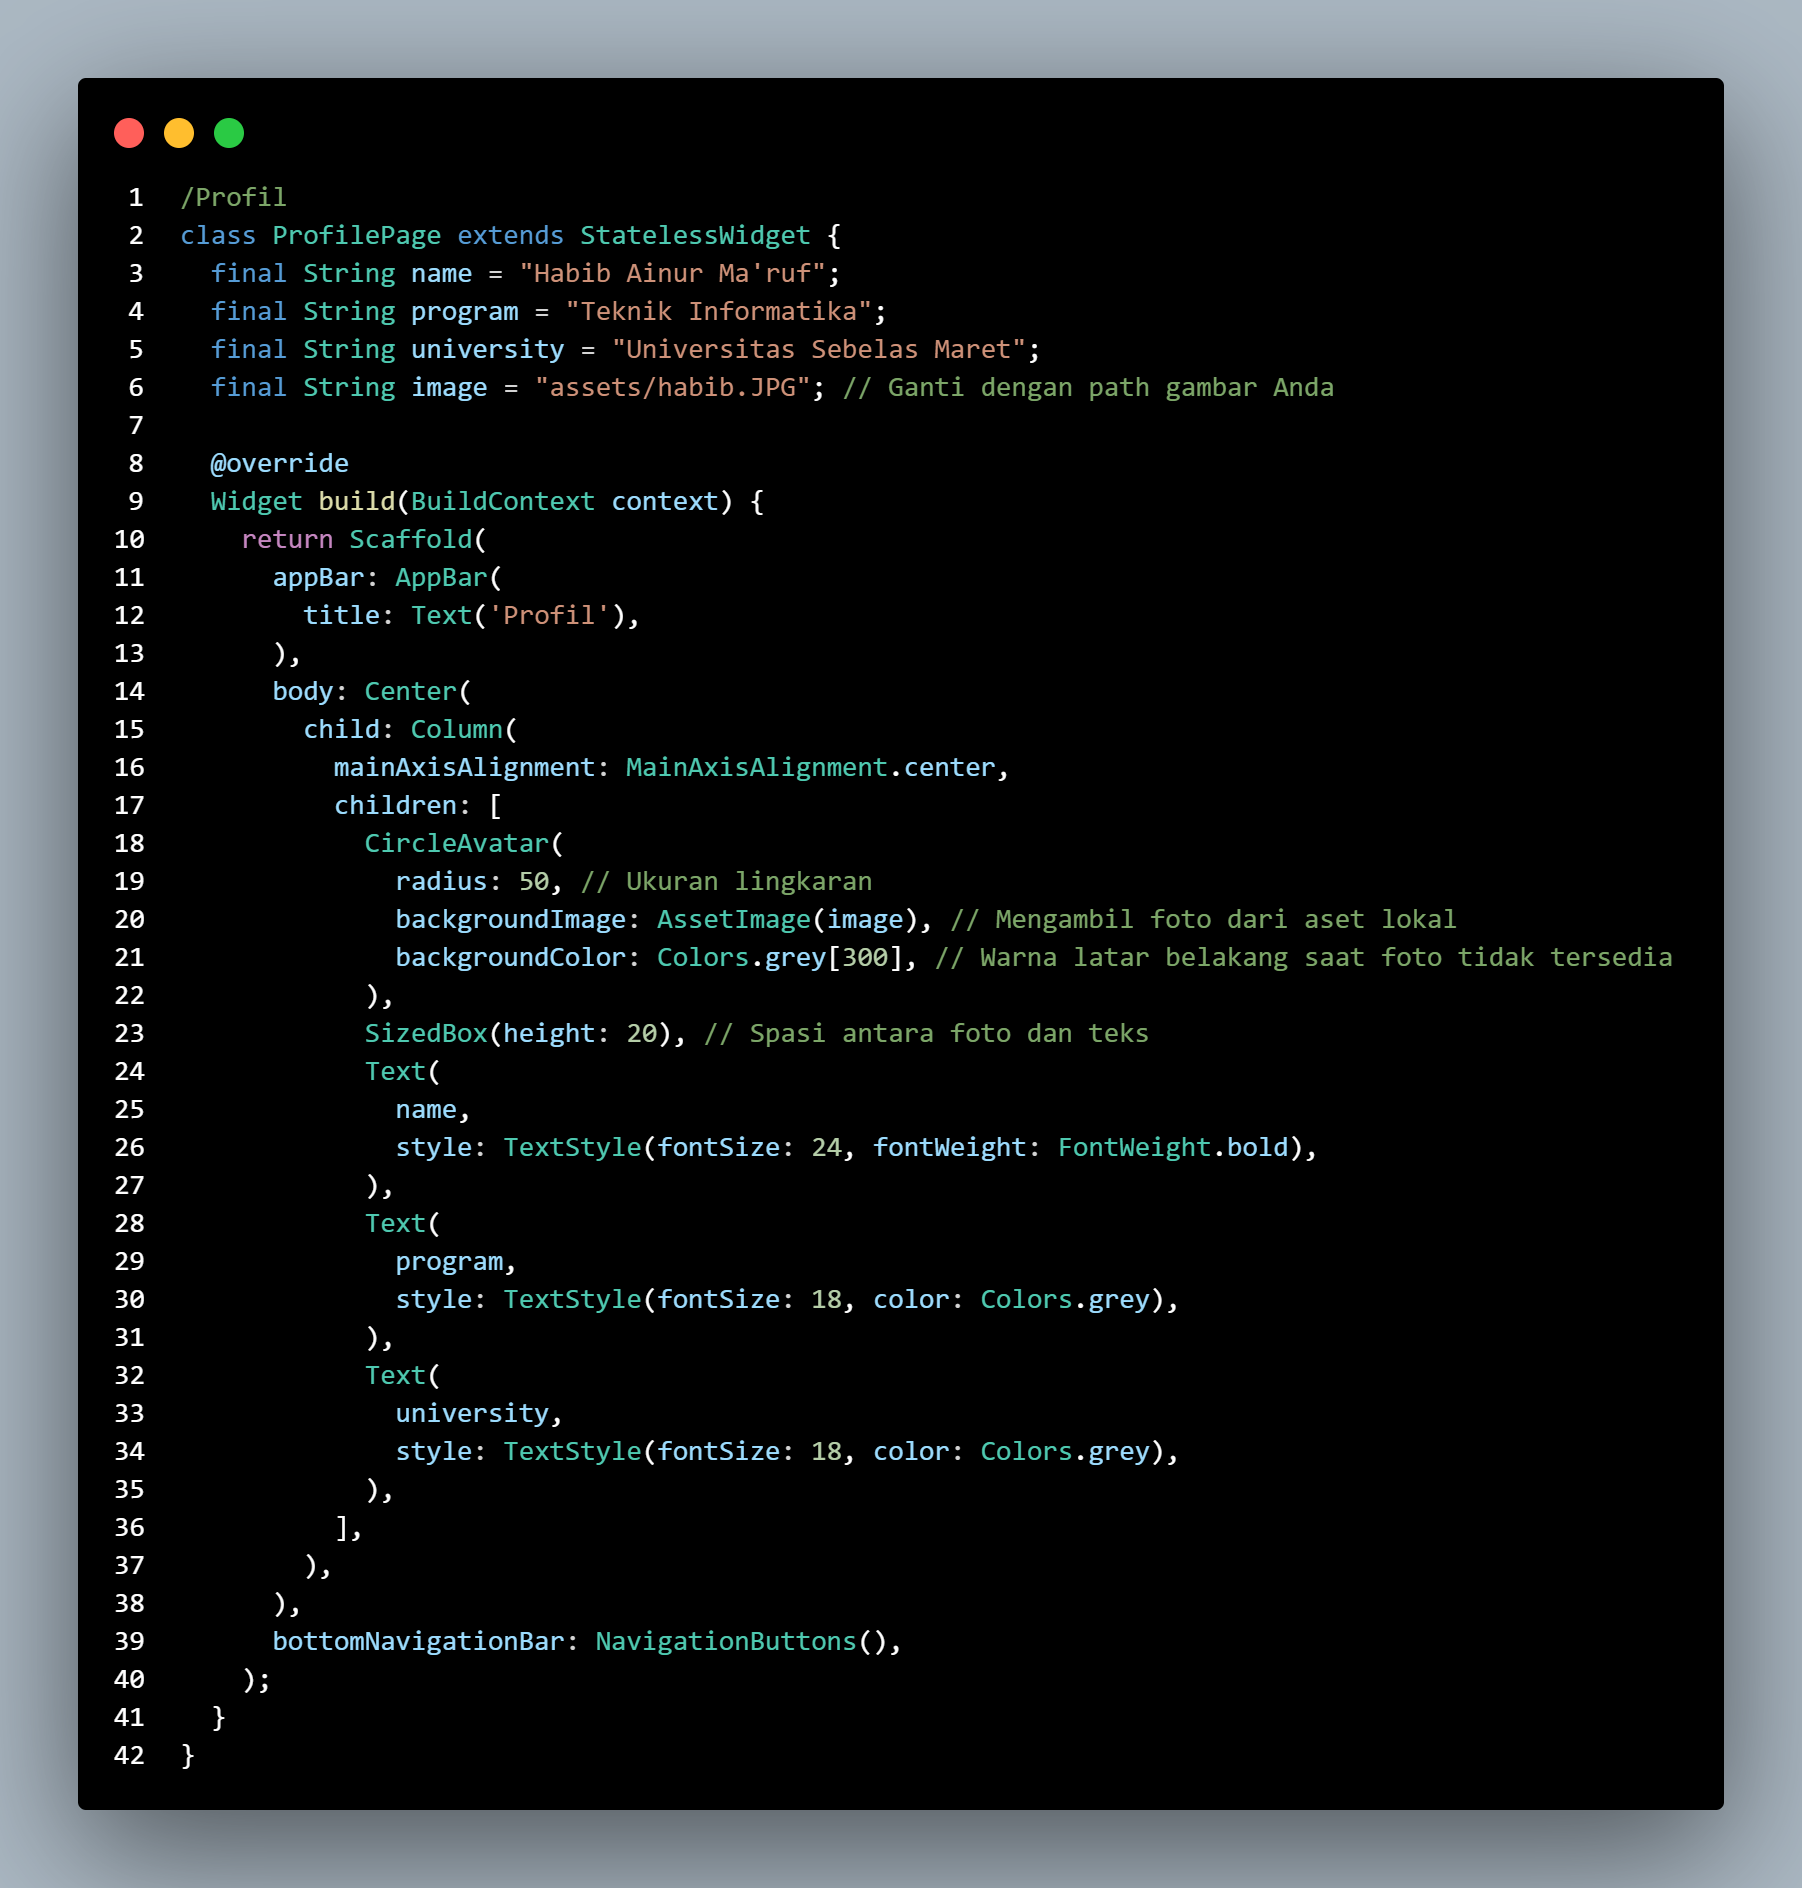 1 /Profil
2 class ProfilePage extends StatelessWidget {
3   final String name = "Habib Ainur Ma'ruf";
4   final String program = "Teknik Informatika";
5   final String university = "Universitas Sebelas Maret";
6   final String image = "assets/habib.JPG"; // Ganti dengan path gambar Anda
7
8   @override
9   Widget build(BuildContext context) {
10     return Scaffold(
11       appBar: AppBar(
12         title: Text('Profil'),
13       ),
14       body: Center(
15         child: Column(
16           mainAxisAlignment: MainAxisAlignment.center,
17           children: [
18             CircleAvatar(
19               radius: 50, // Ukuran lingkaran
20               backgroundImage: AssetImage(image), // Mengambil foto dari aset lokal
21               backgroundColor: Colors.grey[300], // Warna latar belakang saat foto tidak tersedia
22             ),
23             SizedBox(height: 20), // Spasi antara foto dan teks
24             Text(
25               name,
26               style: TextStyle(fontSize: 24, fontWeight: FontWeight.bold),
27             ),
28             Text(
29               program,
30               style: TextStyle(fontSize: 18, color: Colors.grey),
31             ),
32             Text(
33               university,
34               style: TextStyle(fontSize: 18, color: Colors.grey),
35             ),
36           ],
37         ),
38       ),
39       bottomNavigationBar: NavigationButtons(),
40     );
41   }
42 }